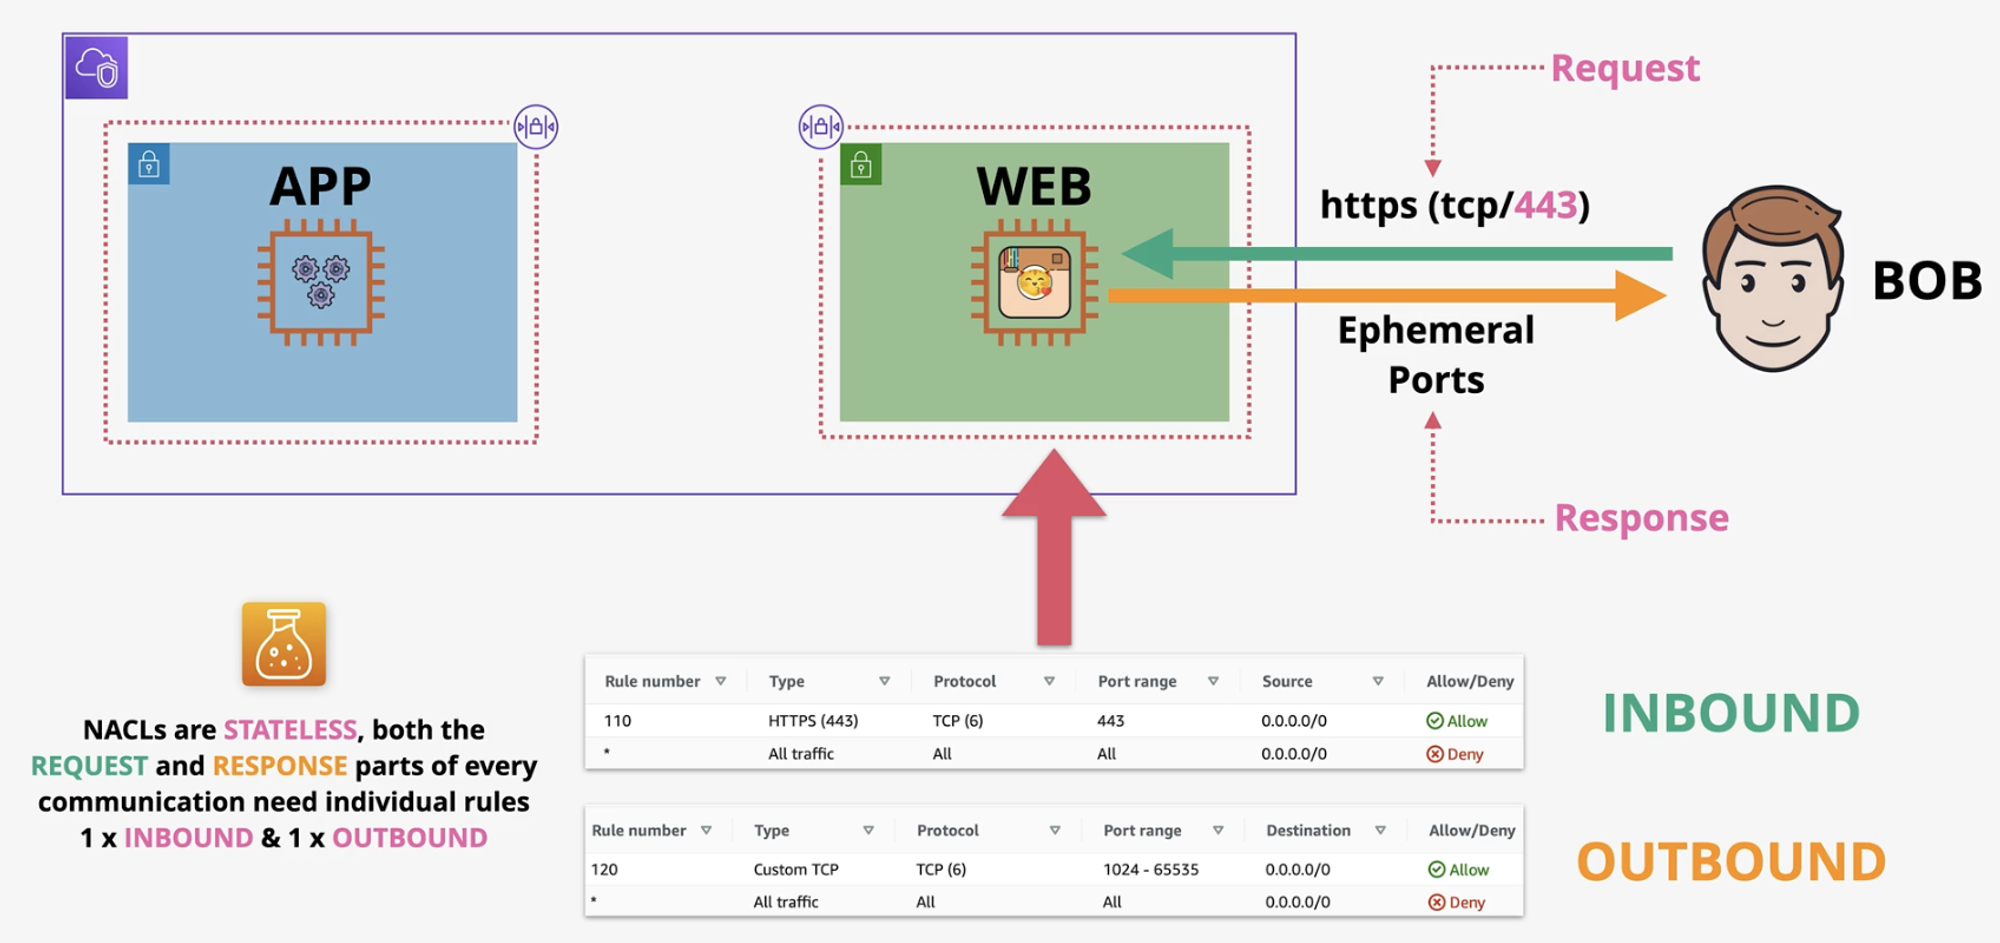 Request
APP
WEB
https (tcp/443)
BOB
Ephemeral
Ports
Response
NACLs are STATELESS, both the
REQUEST and RESPONSE parts of every
communication need individual rules
1 x INBOUND & 1 x OUTBOUND
Rule number Type Protocol Port range Source Allow/Deny
110 HTTPS (443) TCP (6) 443 0.0.0.0/0 Allow
* All traffic All All 0.0.0.0/0 Deny
INBOUND
Rule number Type Protocol Port range Destination Allow/Deny
120 Custom TCP TCP (6) 1024 - 65535 0.0.0.0/0 Allow
* All traffic All All 0.0.0.0/0 Deny
OUTBOUND